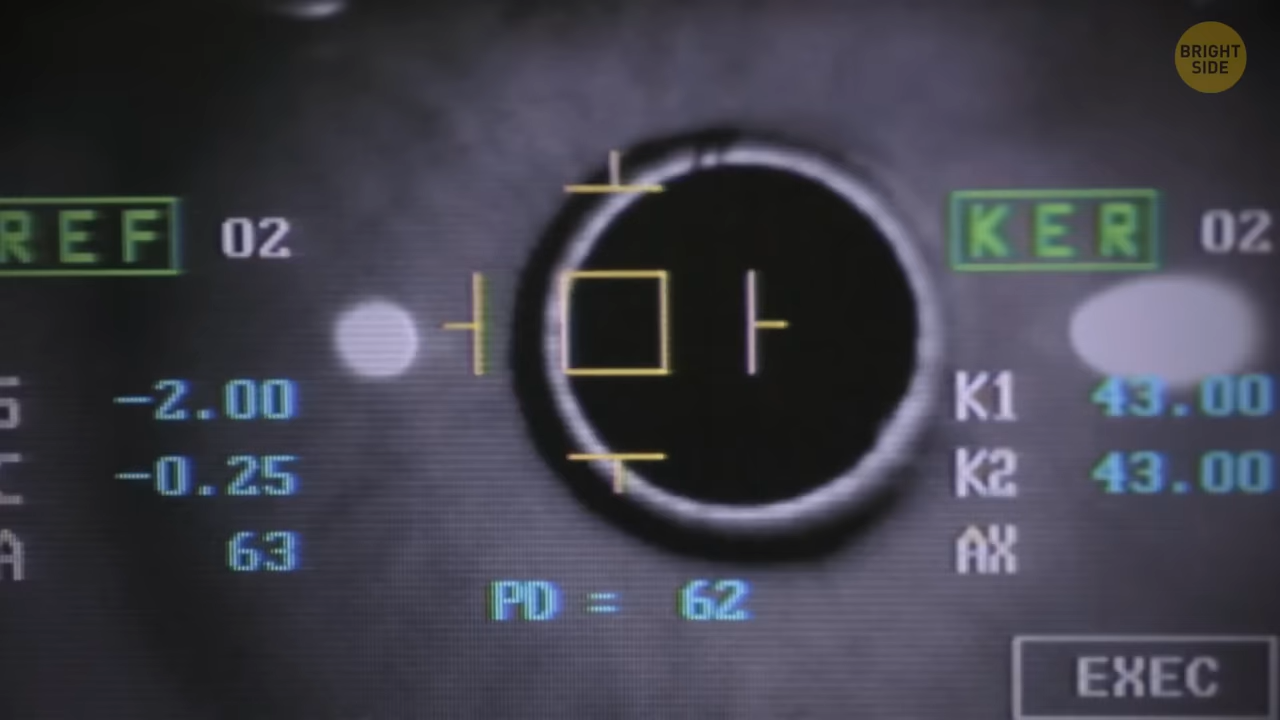 BRIGHT
SIDE
REF 02
KER 02
S -2.00
K1 43.00
C -0.25
K2 43.00
A 63
AX
PD = 62
EXEC